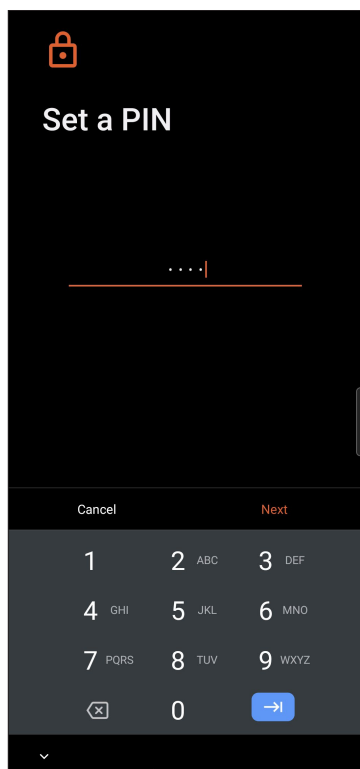 Set a PIN
....
Cancel Next
1 2 ABC 3 DEF
4 GHI 5 JKL 6 MNO
7 PQRS 8 TUV 9 WXYZ
0